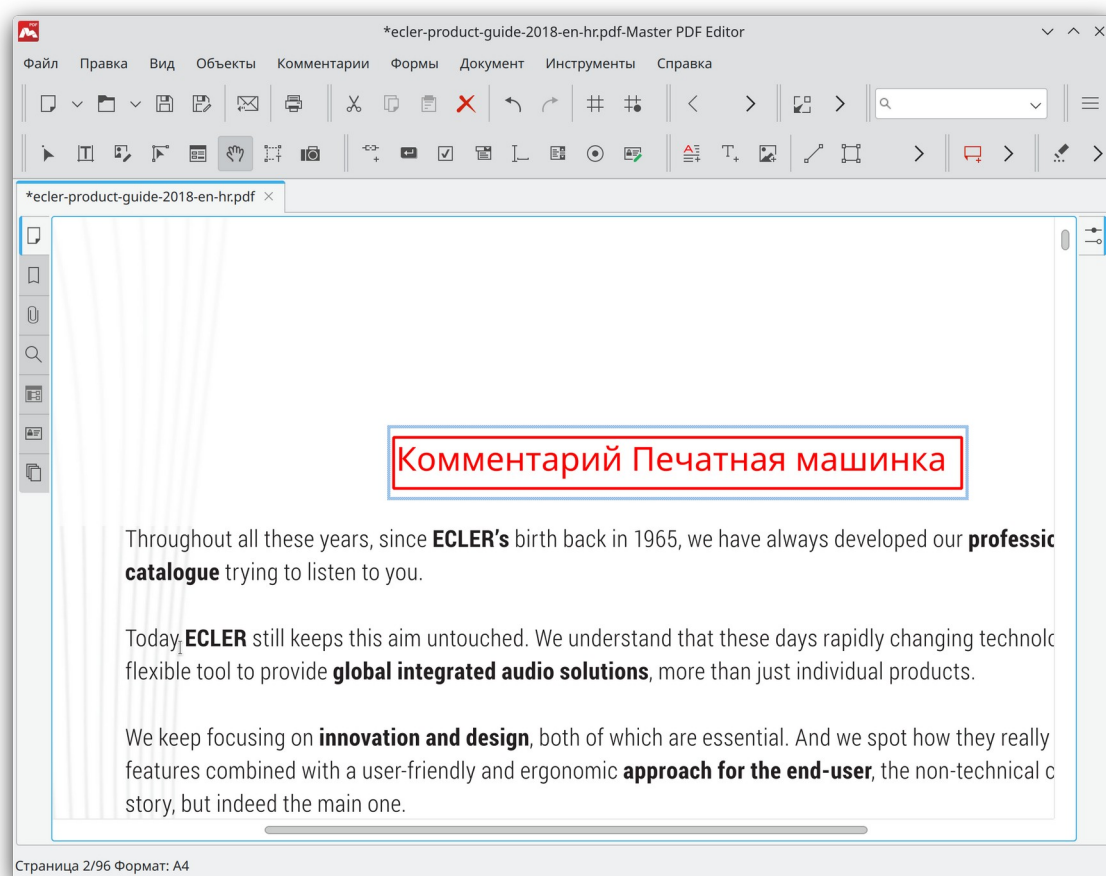 *ecler-product-guide-2018-en-hr.pdf-Master PDF Editor
Файл Правка Вид Объекты Комментарии Формы Документ Инструменты Справка
*ecler-product-guide-2018-en-hr.pdf
Комментарий Печатная машинка
Throughout all these years, since ECLER's birth back in 1965, we have always developed our professio
catalogue trying to listen to you.
Today ECLER still keeps this aim untouched. We understand that these days rapidly changing technolo
flexible tool to provide global integrated audio solutions, more than just individual products.
We keep focusing on innovation and design, both of which are essential. And we spot how they really
features combined with a user-friendly and ergonomic approach for the end-user, the non-technical o
story, but indeed the main one.
Страница 2/96 Формат: A4